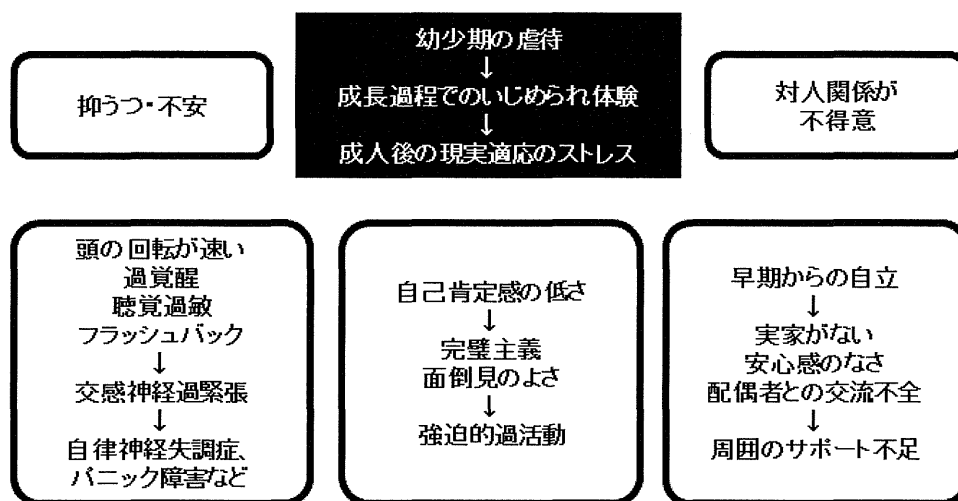 幼少期の虐待
↓
成長過程でのいじめられ体験
↓
成人後の現実適応のストレス
抑うつ・不安
対人関係が
不得意
頭の回転が速い
過覚醒
聴覚過敏
フラッシュバック
↓
交感神経過緊張
↓
自律神経失調症、
パニック障害など
自己肯定感の低さ
↓
完璧主義
面倒見のよさ
↓
強迫的過活動
早期からの自立
↓
実家がない
安心感のなさ
配偶者との交流不全
↓
周囲のサポート不足